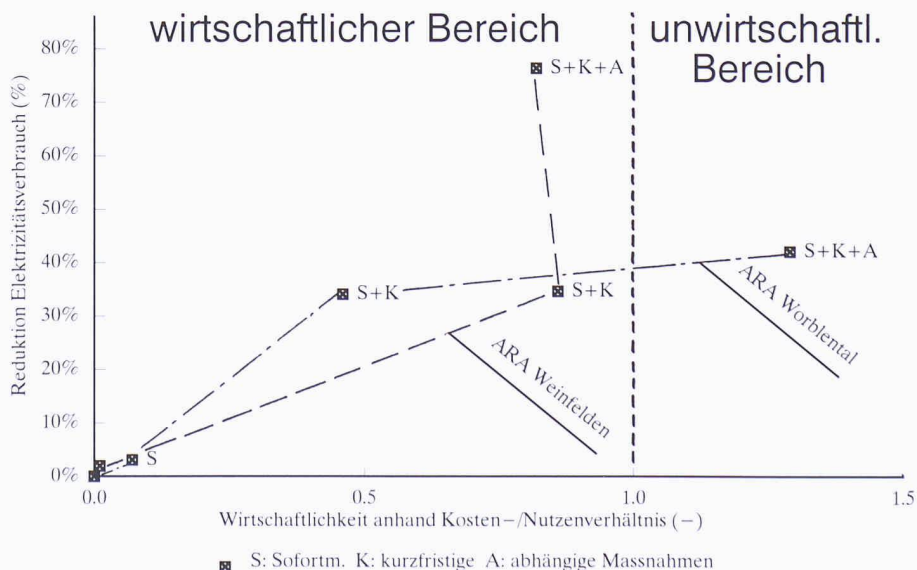 wirtschaftlicher Bereich
unwirtschaftl.
Bereich
Reduktion Elektrizitätsverbrauch (%)
80%
70%
60%
50%
40%
30%
20%
10%
0%
S+K+A
S+K
S+K
S+K+A
S
ARA Weinfelden
ARA Worblental
0.0
0.5
1.0
1.5
Wirtschaftlichkeit anhand Kosten-/Nutzenverhältnis (-)
S: Sofortm. K: kurzfristige A: abhängige Massnahmen